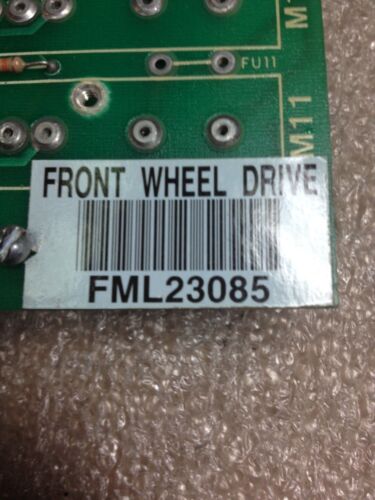 FU11
M11
FRONT WHEEL DRIVE
FML23085